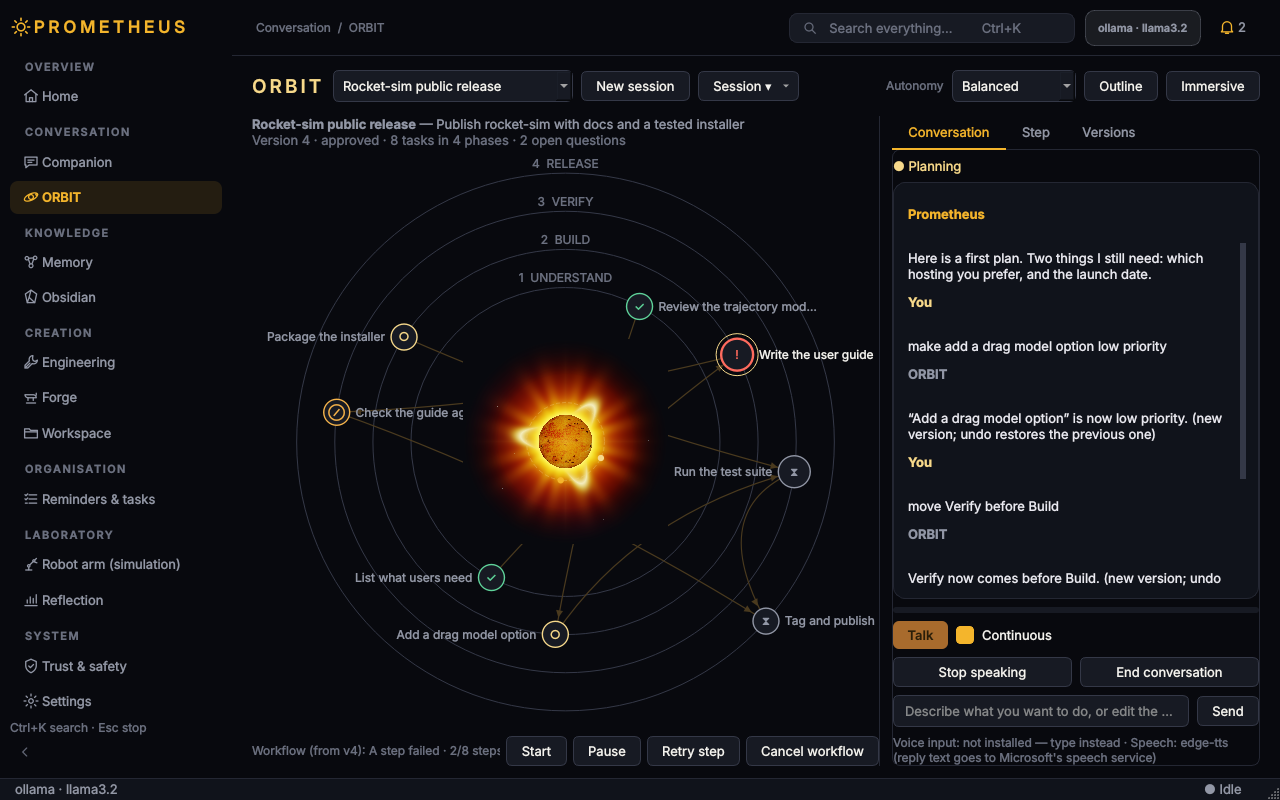 PROMETHEUS
OVERVIEW
Home
CONVERSATION
Companion
ORBIT
KNOWLEDGE
Memory
Obsidian
CREATION
Engineering
Forge
Workspace
ORGANISATION
Reminders & tasks
LABORATORY
Robot arm (simulation)
Reflection
SYSTEM
Trust & safety
Settings
Ctrl+K search · Esc stop
Conversation / ORBIT
Search everything... Ctrl+K
ollama · llama3.2
2
ORBIT
Rocket-sim public release
New session
Session ▾
Autonomy
Balanced
Outline
Immersive
Rocket-sim public release — Publish rocket-sim with docs and a tested installer
Version 4 · approved · 8 tasks in 4 phases · 2 open questions
4 RELEASE
3 VERIFY
2 BUILD
1 UNDERSTAND
Review the trajectory mod...
Package the installer
! Write the user guide
Check the guide ag
Run the test suite
List what users need
Add a drag model option
Tag and publish
Workflow (from v4): A step failed · 2/8 steps
Start
Pause
Retry step
Cancel workflow
Conversation
Step
Versions
Planning
Prometheus
Here is a first plan. Two things I still need: which
hosting you prefer, and the launch date.
You
make add a drag model option low priority
ORBIT
“Add a drag model option” is now low priority. (new
version; undo restores the previous one)
You
move Verify before Build
ORBIT
Verify now comes before Build. (new version; undo
Talk
Continuous
Stop speaking
End conversation
Describe what you want to do, or edit the ...
Send
Voice input: not installed — type instead · Speech: edge-tts
(reply text goes to Microsoft's speech service)
ollama · llama3.2
Idle